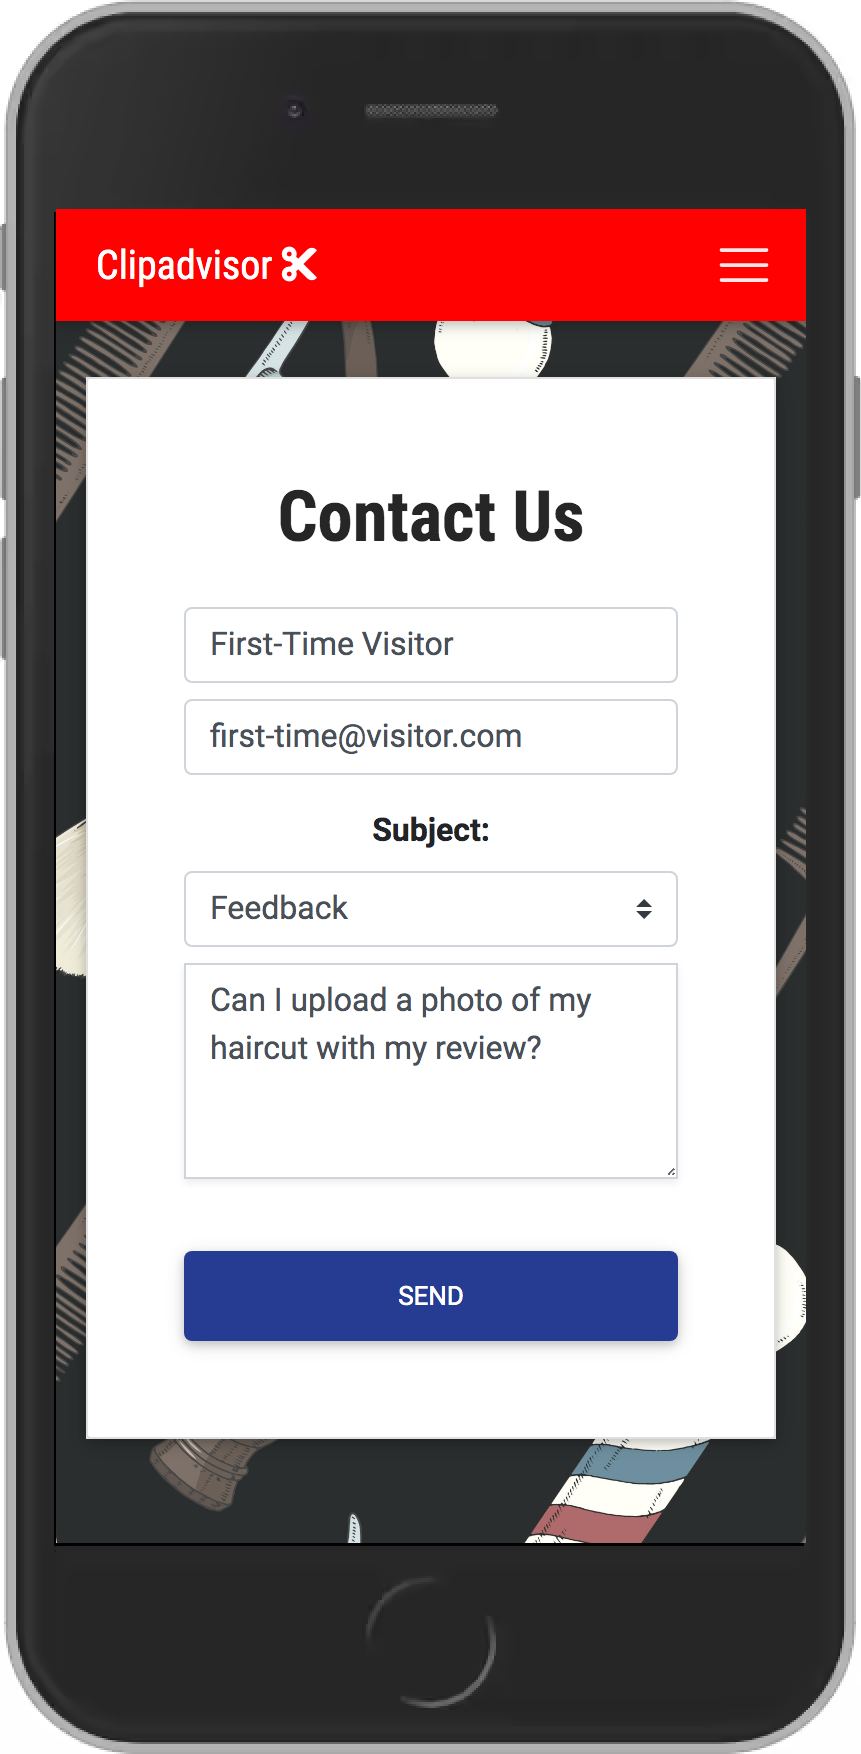 Clipadvisor
Contact Us
First-Time Visitor
first-time@visitor.com
Subject:
Feedback
Can I upload a photo of my
haircut with my review?
SEND